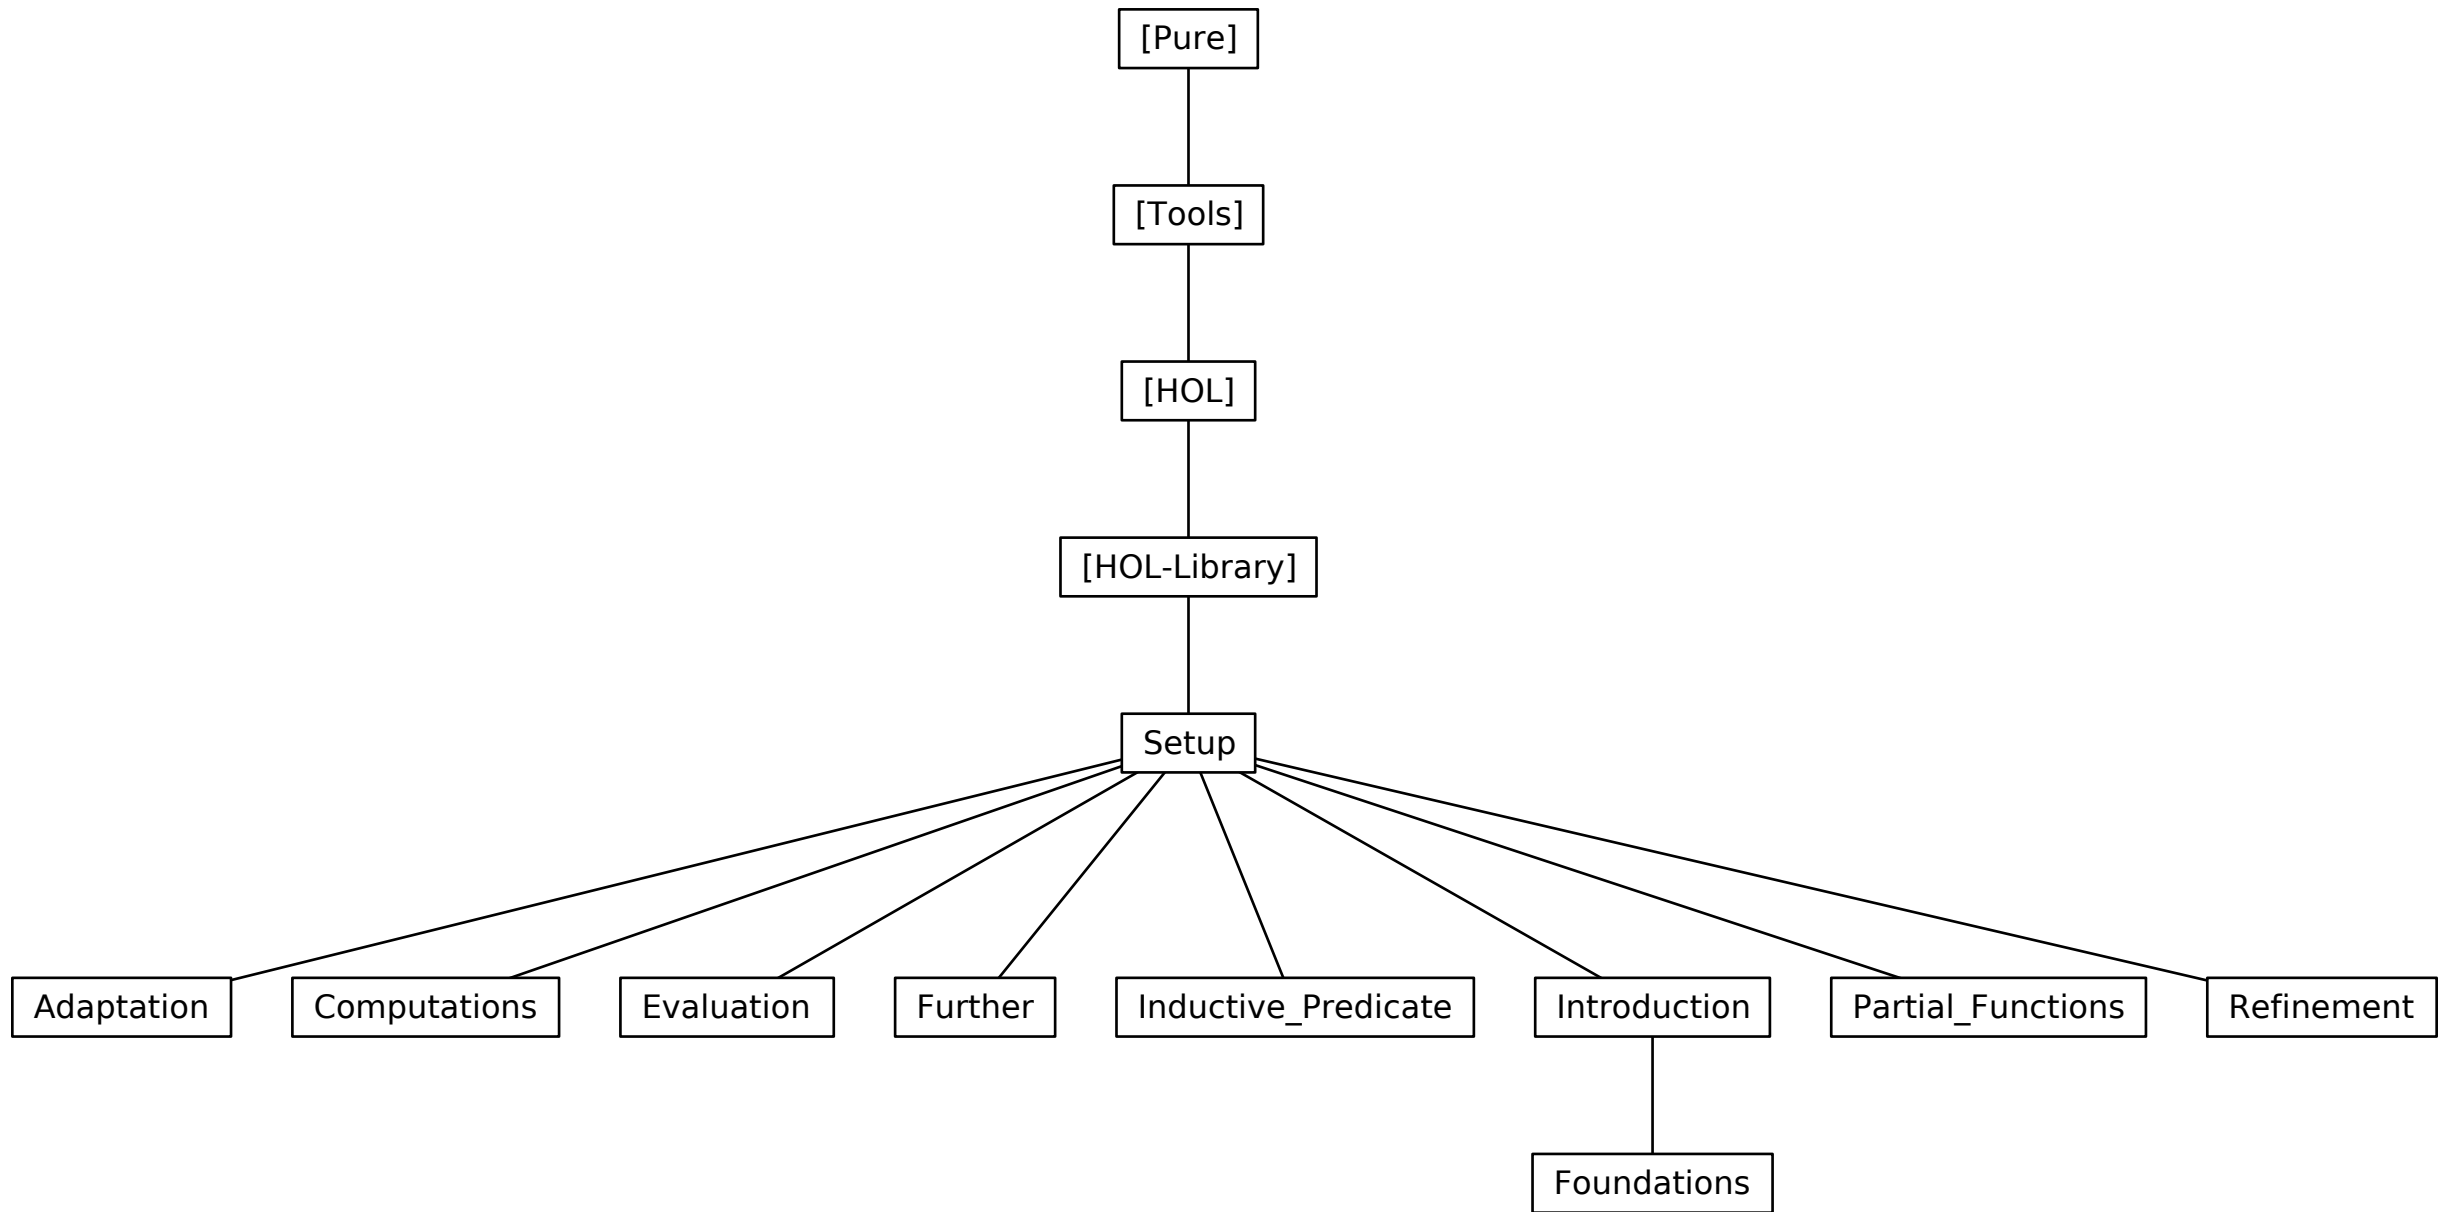 [Pure]
[Tools]
[HOL]
[HOL-Library]
Setup
Adaptation
Computations
Evaluation
Further
Inductive_Predicate
Introduction
Partial_Functions
Refinement
Foundations